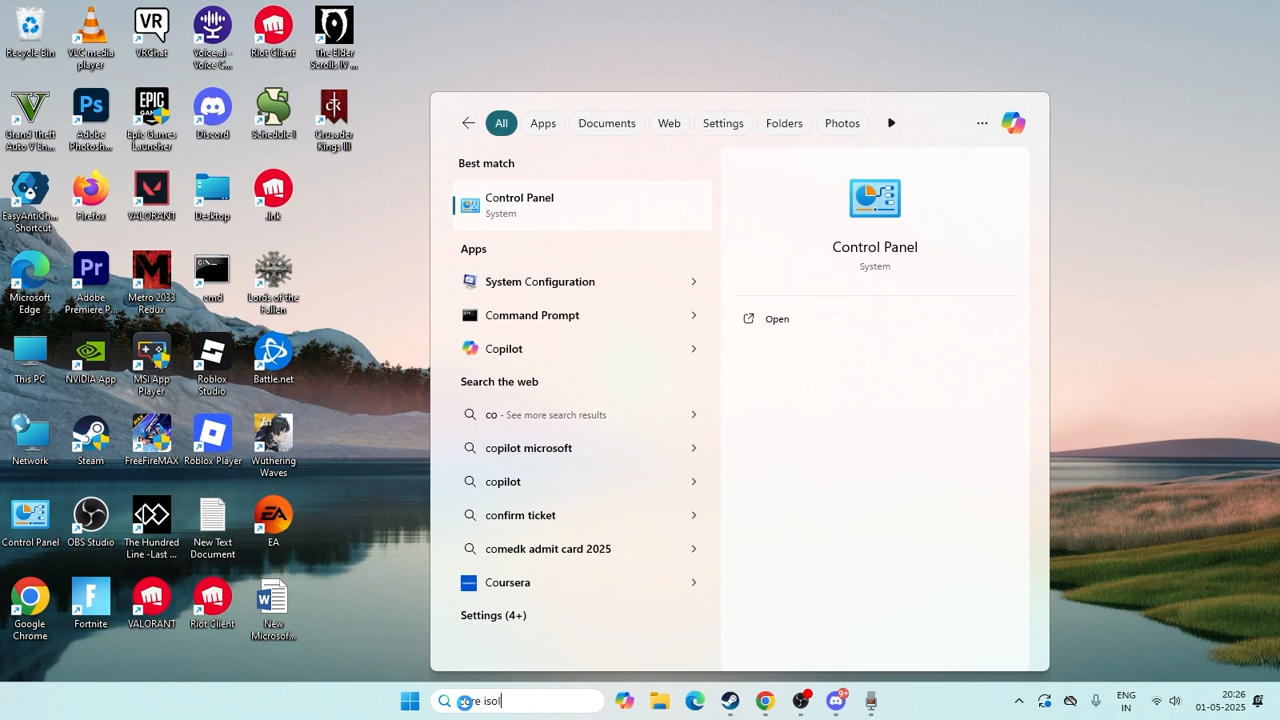 Recycle Bin
VLC media
player
VRChat
Voice.ai -
Voice C...
Riot Client
The Elder
Scrolls IV ...
Grand Theft
Auto V En...
Adobe
Photosh...
Epic Games
Launcher
Discord
Schedule I
Crusader
Kings III
EasyAntiCh...
- Shortcut
Firefox
VALORANT
Desktop
.lnk
Microsoft
Edge
Adobe
Premiere P...
Metro 2033
Redux
cmd
Lords of the
Fallen
This PC
NVIDIA App
MSI App
Player
Roblox
Studio
Battle.net
Network
Steam
FreeFireMAX
Roblox Player
Wuthering
Waves
Control Panel
OBS Studio
The Hundred
Line -Last ...
New Text
Document
EA
Google
Chrome
Fortnite
VALORANT
Riot Client
New
Microsof...
All
Apps
Documents
Web
Settings
Folders
Photos
Best match
Control Panel
System
Apps
System Configuration
Command Prompt
Copilot
Search the web
co - See more search results
copilot microsoft
copilot
confirm ticket
comedk admit card 2025
Coursera
Settings (4+)
Control Panel
System
Open
core isol
9+
ENG
IN
20:26
01-05-2025